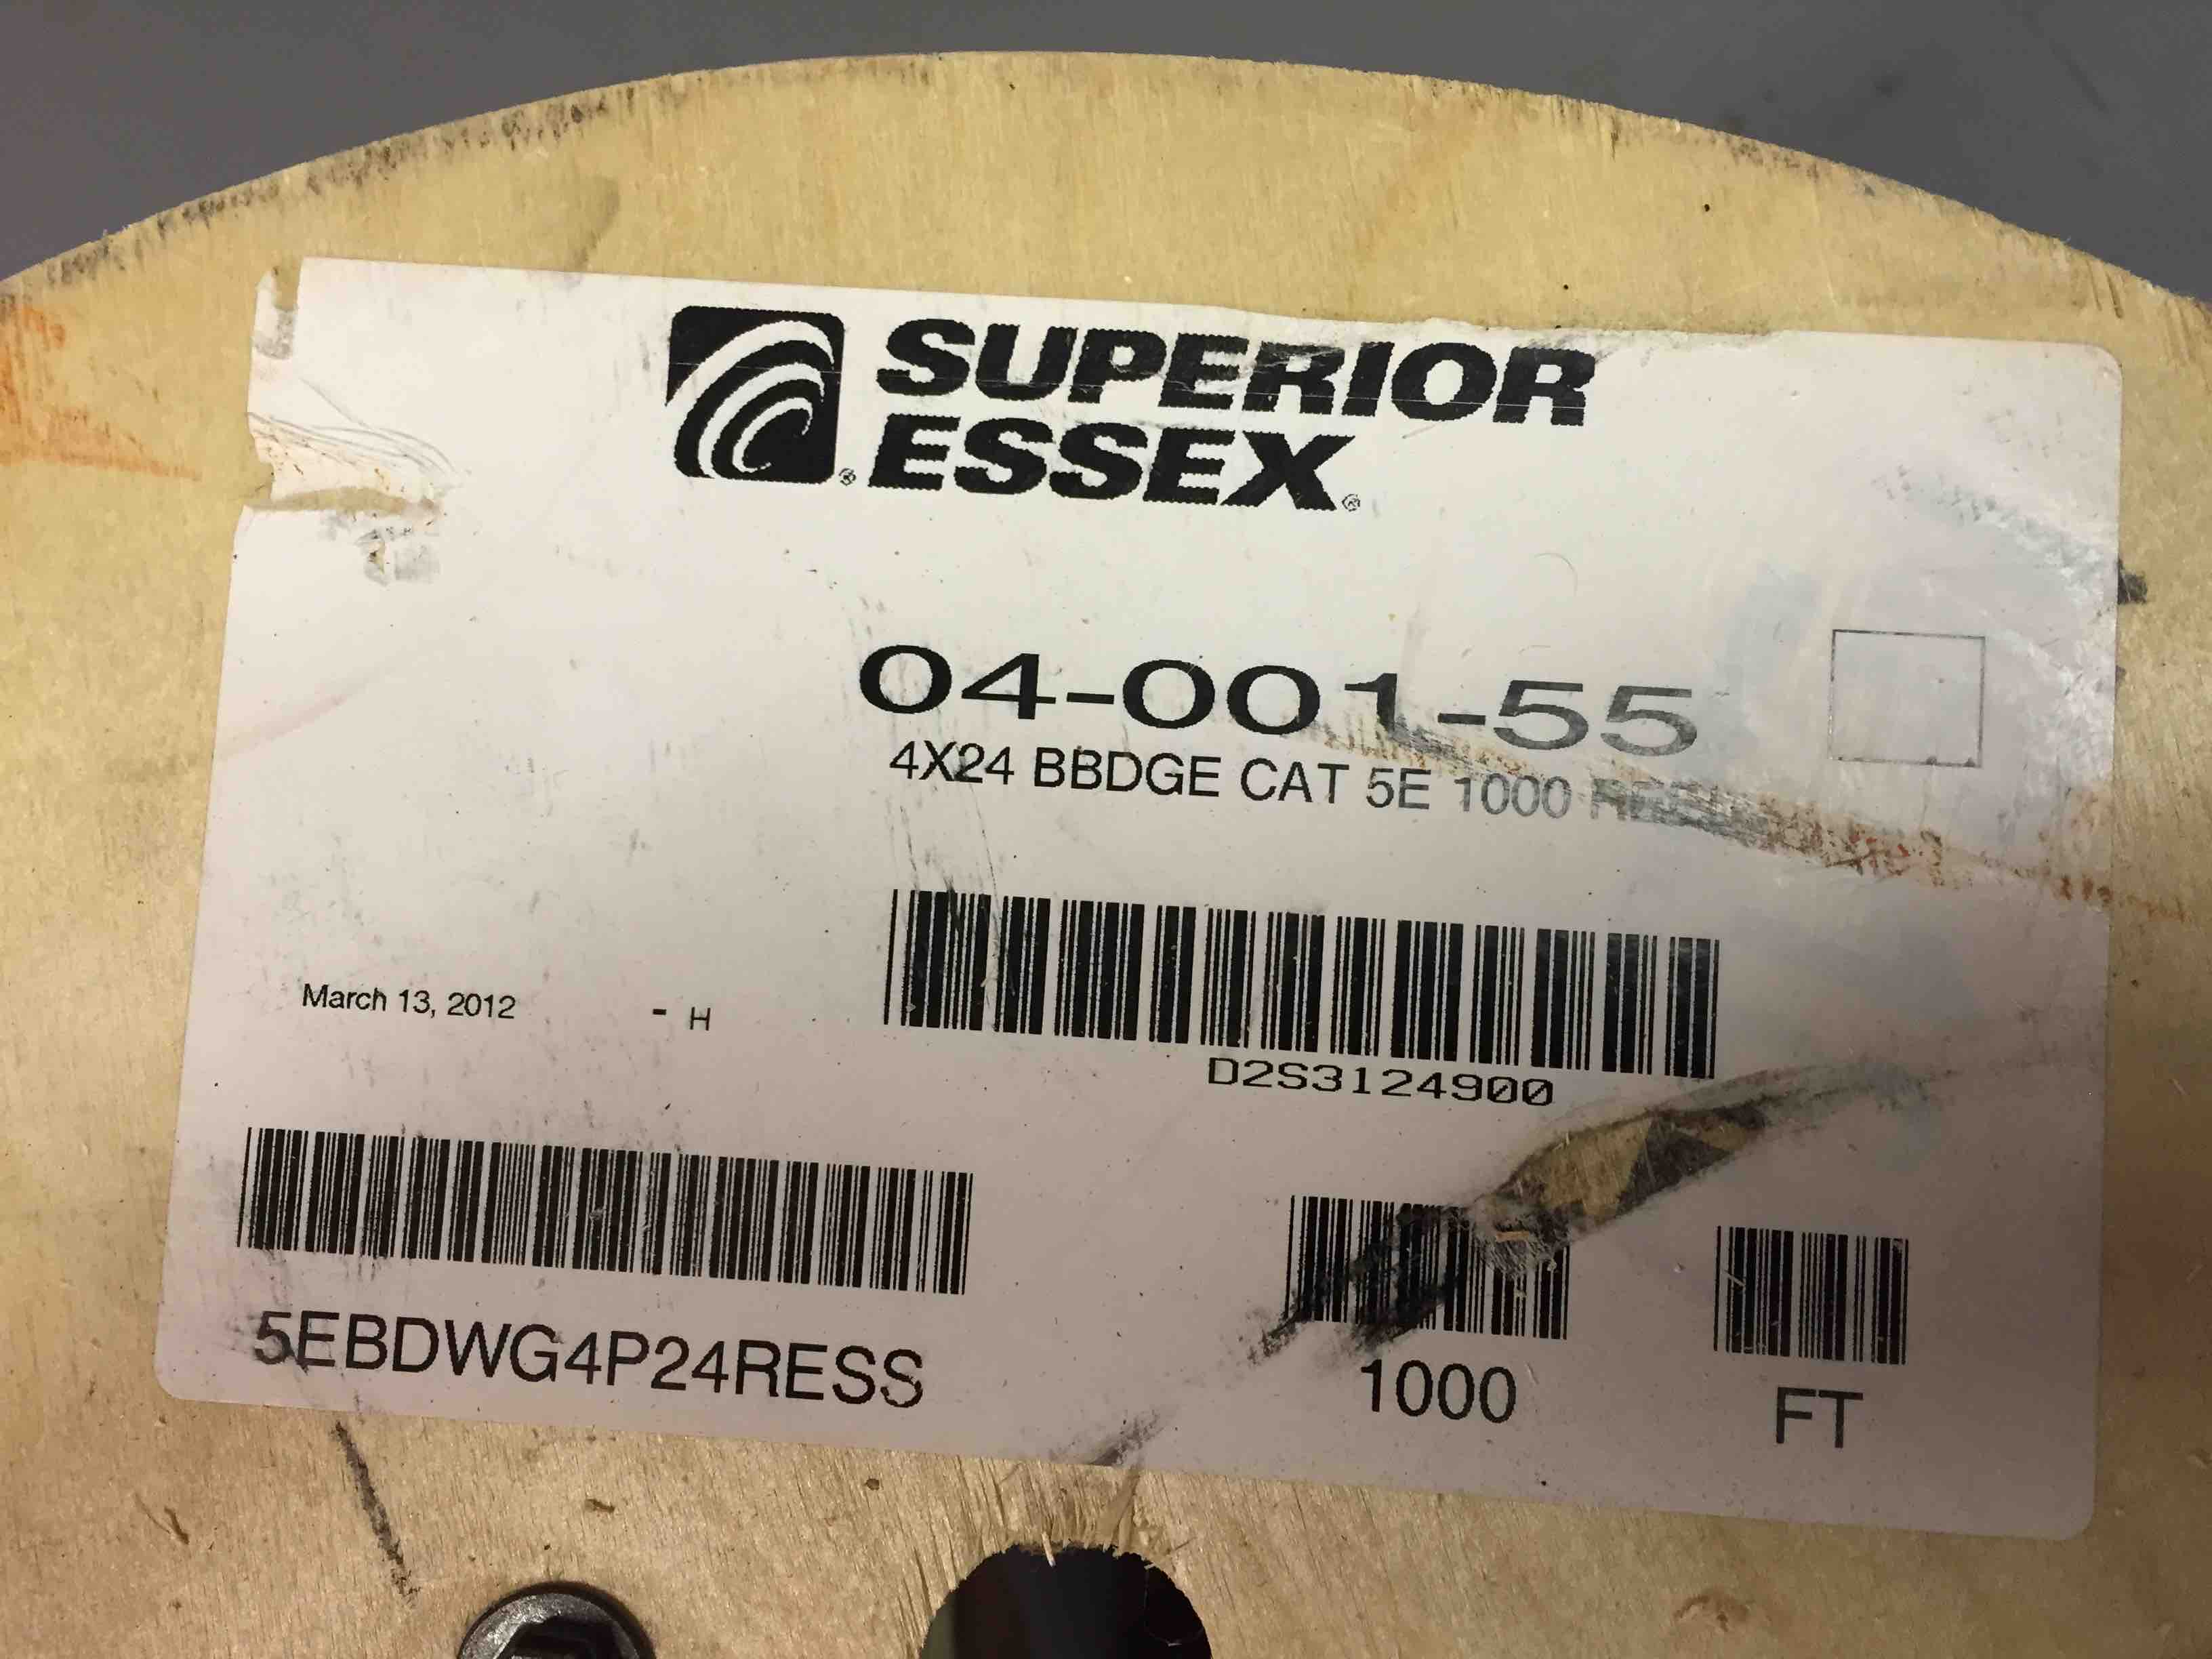 SUPERIOR
ESSEX
04-001-55
4X24 BBDGE CAT 5E 1000
March 13, 2012 - H
D2S3124900
5EBDWG4P24RESS
1000
FT